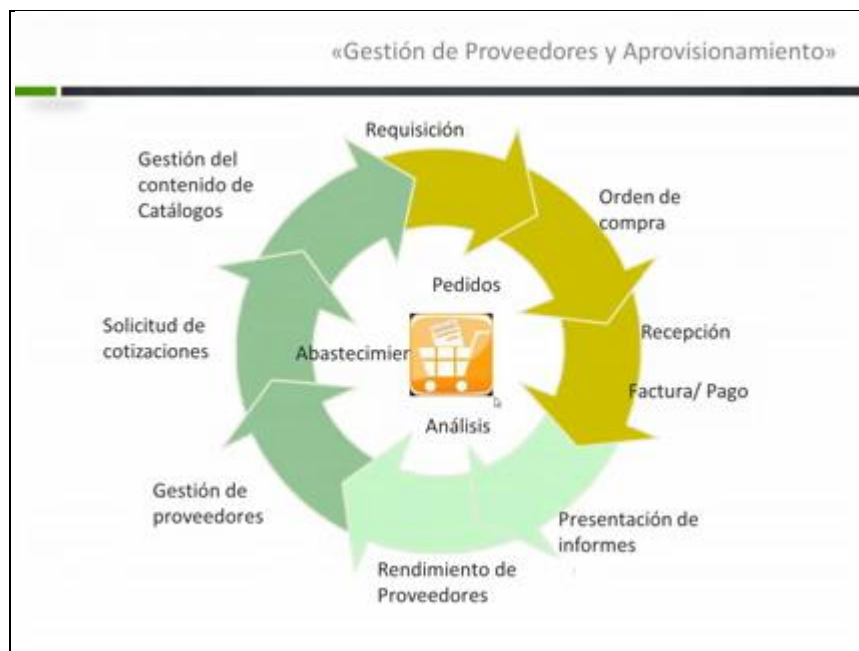 «Gestión de Proveedores y Aprovisionamiento»
Requisición
Gestión del
contenido de
Catálogos
Orden de
compra
Pedidos
Solicitud de
cotizaciones
Abastecimier
Recepción
Factura/ Pago
Análisis
Gestión de
proveedores
Presentación de
informes
Rendimiento de
Proveedores